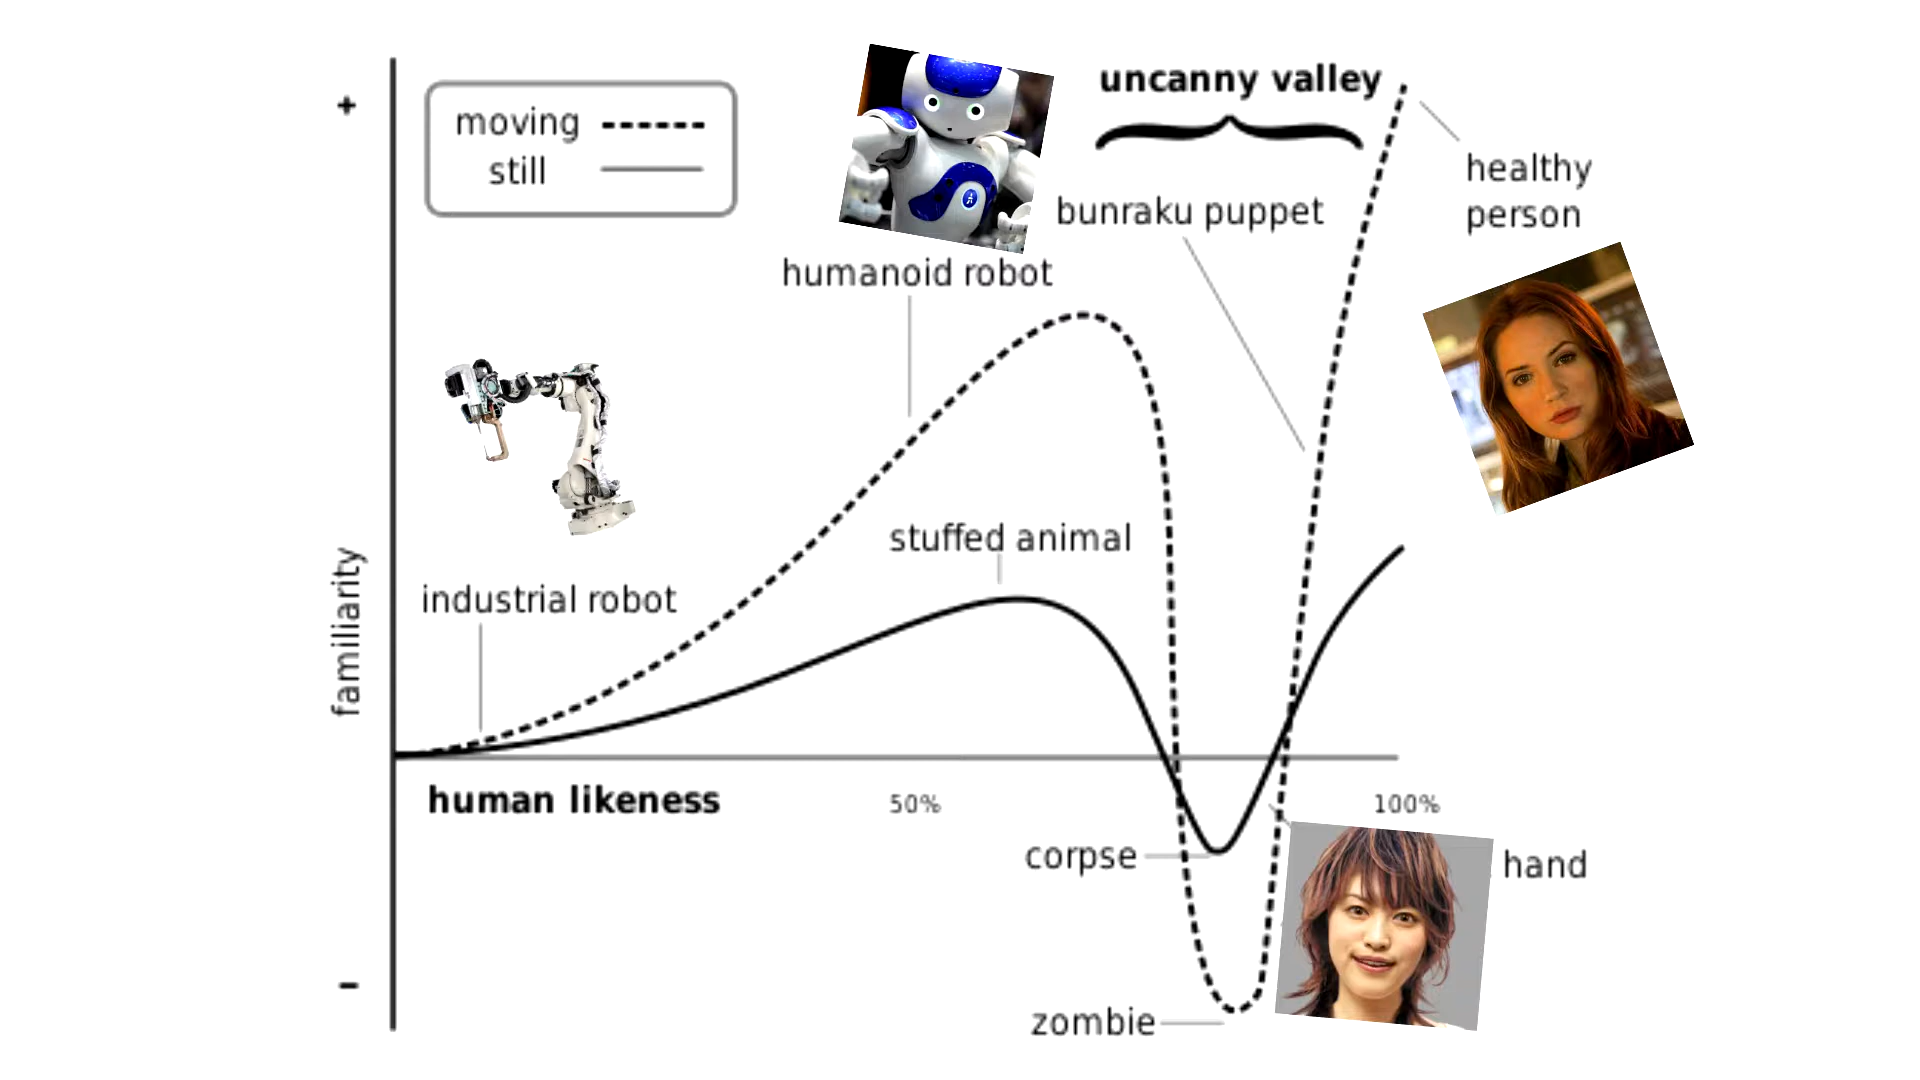 +
moving
still
uncanny valley
healthy
person
bunraku puppet
humanoid robot
stuffed animal
industrial robot
familiarity
human likeness
50%
100%
corpse
hand
-
zombie